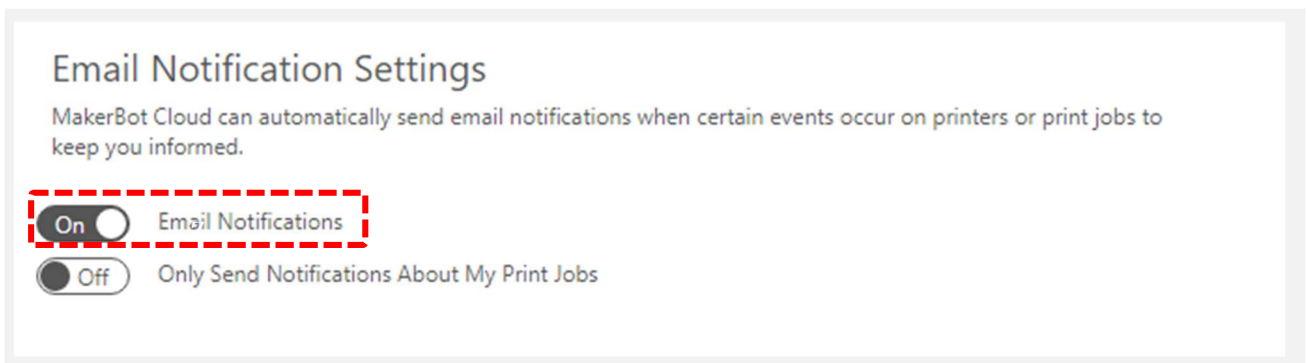 Email Notification Settings
MakerBot Cloud can automatically send email notifications when certain events occur on printers or print jobs to
keep you informed.
On Email Notifications
Off Only Send Notifications About My Print Jobs